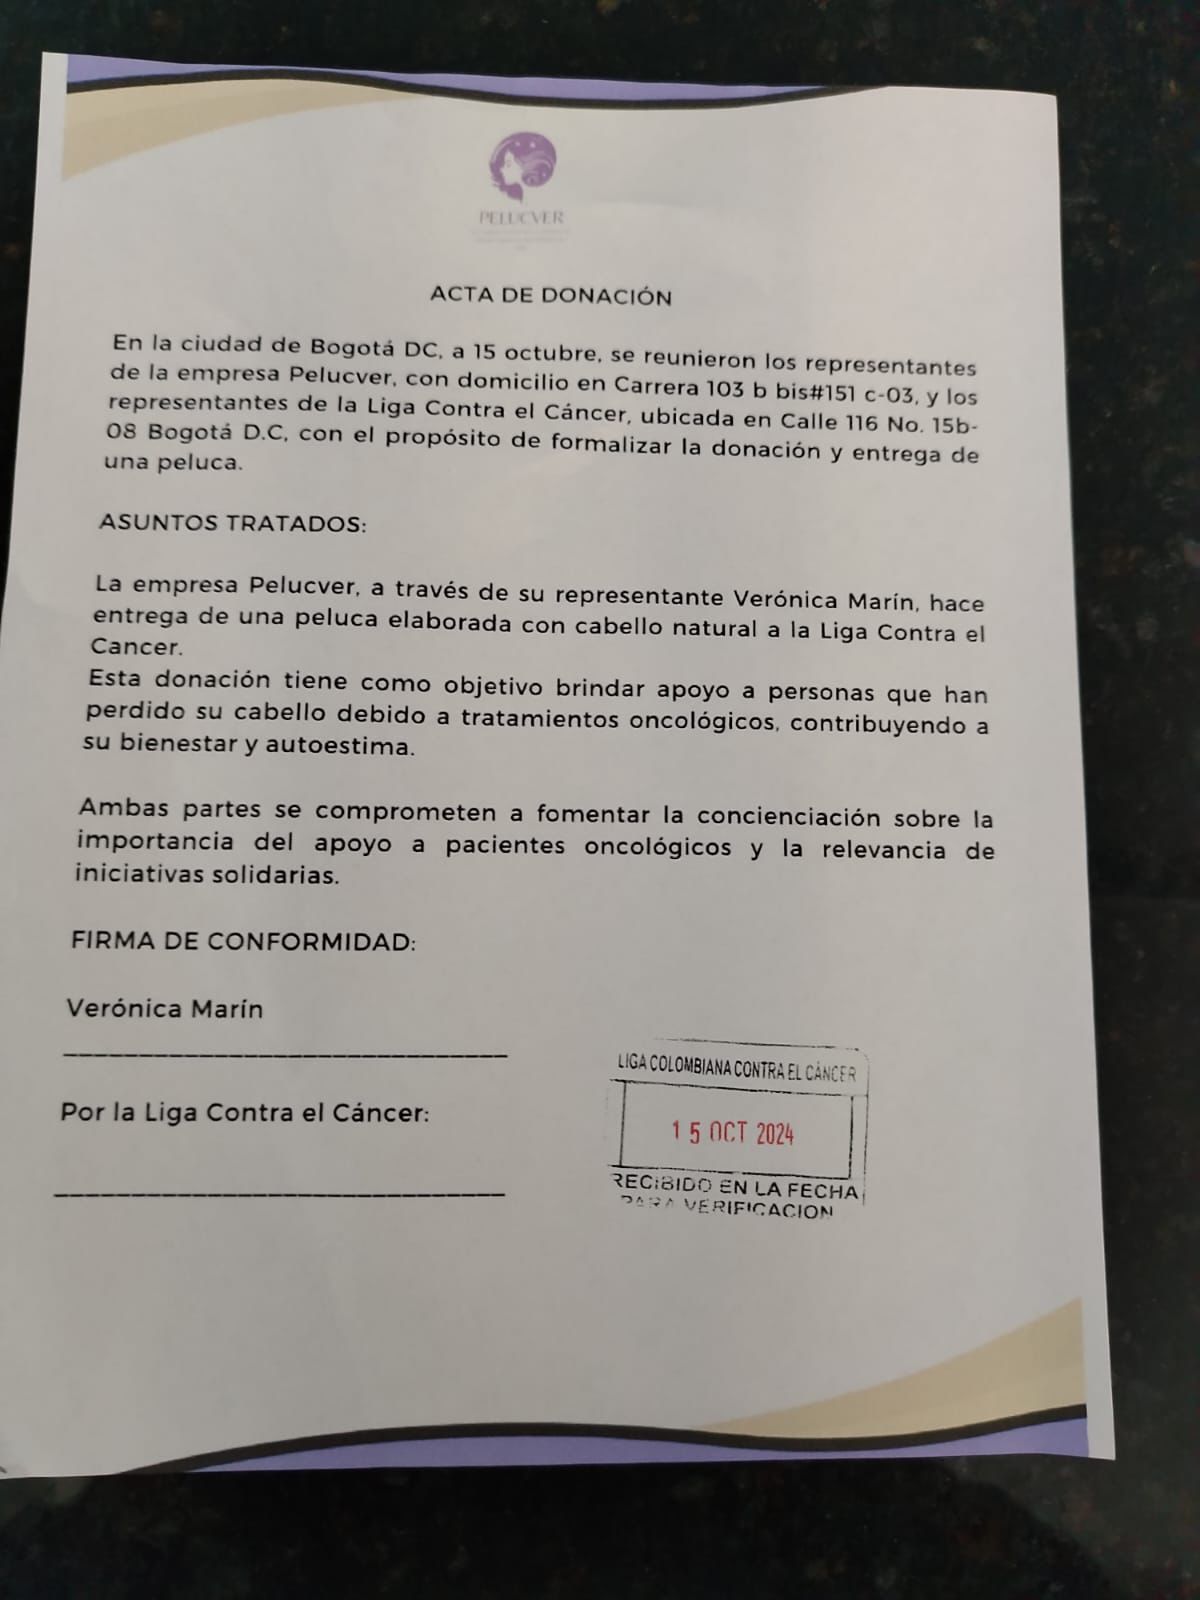 PELUCVER
ACTA DE DONACIÓN
En la ciudad de Bogotá DC, a 15 octubre, se reunieron los representantes
de la empresa Pelucver, con domicilio en Carrera 103 b bis#151 c-03, y los
representantes de la Liga Contra el Cáncer, ubicada en Calle 116 No. 15b-
08 Bogotá D.C, con el propósito de formalizar la donación y entrega de
una peluca.
ASUNTOS TRATADOS:
La empresa Pelucver, a través de su representante Verónica Marín, hace
entrega de una peluca elaborada con cabello natural a la Liga Contra el
Cancer.
Esta donación tiene como objetivo brindar apoyo a personas que han
perdido su cabello debido a tratamientos oncológicos, contribuyendo a
su bienestar y autoestima.
Ambas partes se comprometen a fomentar la concienciación sobre la
importancia del apoyo a pacientes oncológicos y la relevancia de
iniciativas solidarias.
FIRMA DE CONFORMIDAD:
Verónica Marín
Por la Liga Contra el Cáncer:
LIGA COLOMBIANA CONTRA EL CÁNCER
15 OCT 2024
RECIBIDO EN LA FECHA
PARA VERIFICACION